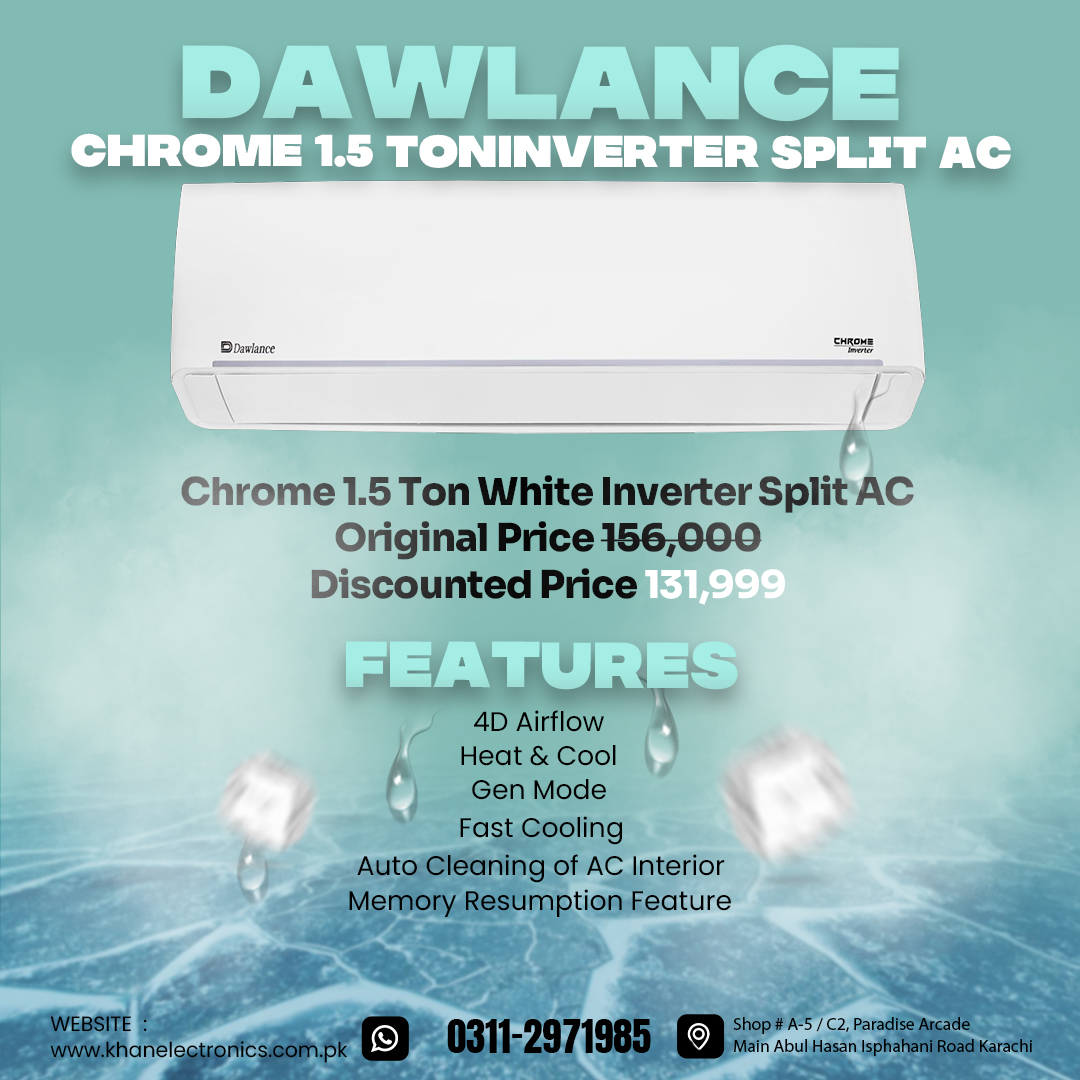 DAWLANCE
CHROME 1.5 TONINVERTER SPLIT AC
Dawlance
CHROME
Inverter
Chrome 1.5 Ton White Inverter Split AC
Original Price 156,000
Discounted Price 131,999
FEATURES
4D Airflow
Heat & Cool
Gen Mode
Fast Cooling
Auto Cleaning of AC Interior
Memory Resumption Feature
WEBSITE :
www.khanelectronics.com.pk
0311-2971985
Shop # A-5 / C2, Paradise Arcade
Main Abul Hasan Isphahani Road Karachi